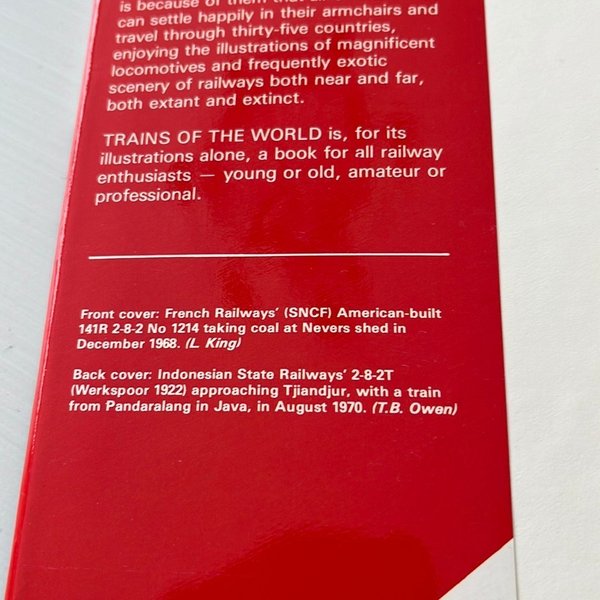 is because of them that
can settle happily in their armchairs and
travel through thirty-five countries,
enjoying the illustrations of magnificent
locomotives and frequently exotic
scenery of railways both near and far,
both extant and extinct.
TRAINS OF THE WORLD is, for its
illustrations alone, a book for all railway
enthusiasts — young or old, amateur or
professional.
Front cover: French Railways' (SNCF) American-built
141R 2-8-2 No 1214 taking coal at Nevers shed in
December 1968. (L. King)
Back cover: Indonesian State Railways' 2-8-2T
(Werkspoor 1922) approaching Tjiandjur, with a train
from Pandaralang in Java, in August 1970. (T.B. Owen)